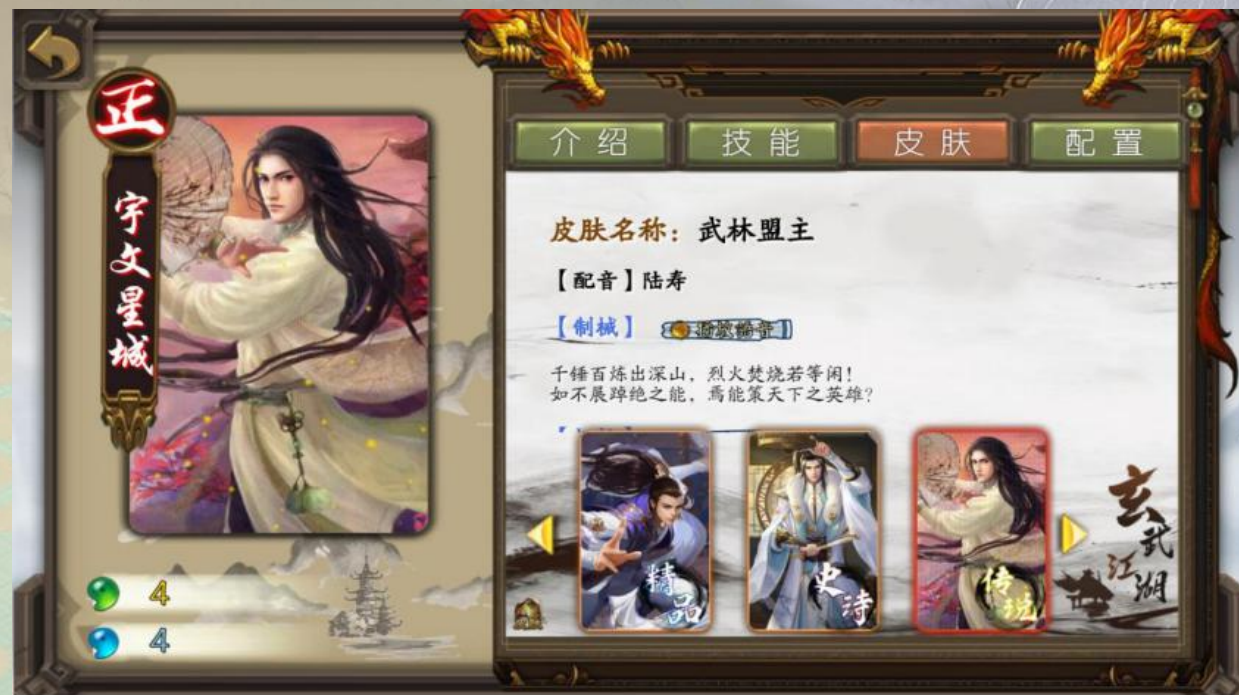 正
宇文星城
4
4
介绍
技能
皮肤
配置
皮肤名称：武林盟主
【配音】陆寿
【制械】
千锤百炼出深山，烈火焚烧若等闲！
如不展踔绝之能，焉能策天下之英雄？
精品
史诗
传说
玄武江湖